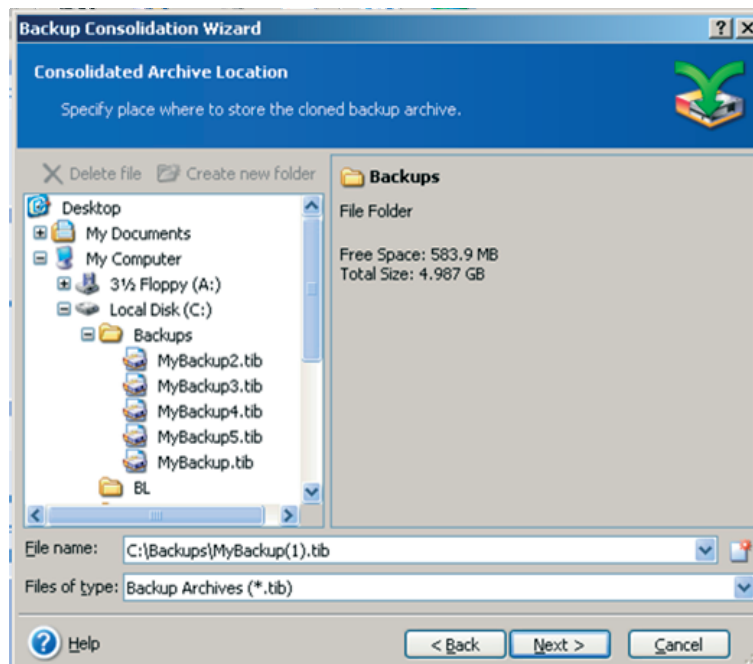 Backup Consolidation Wizard
Consolidated Archive Location
Specify place where to store the cloned backup archive.
Delete file Create new folder
Desktop
My Documents
My Computer
3½ Floppy (A:)
Local Disk (C:)
Backups
MyBackup2.tib
MyBackup3.tib
MyBackup4.tib
MyBackup5.tib
MyBackup.tib
BL
Backups
File Folder
Free Space: 583.9 MB
Total Size: 4.987 GB
File name: C:\Backups\MyBackup(1).tib
Files of type: Backup Archives (*.tib)
Help < Back Next > Cancel